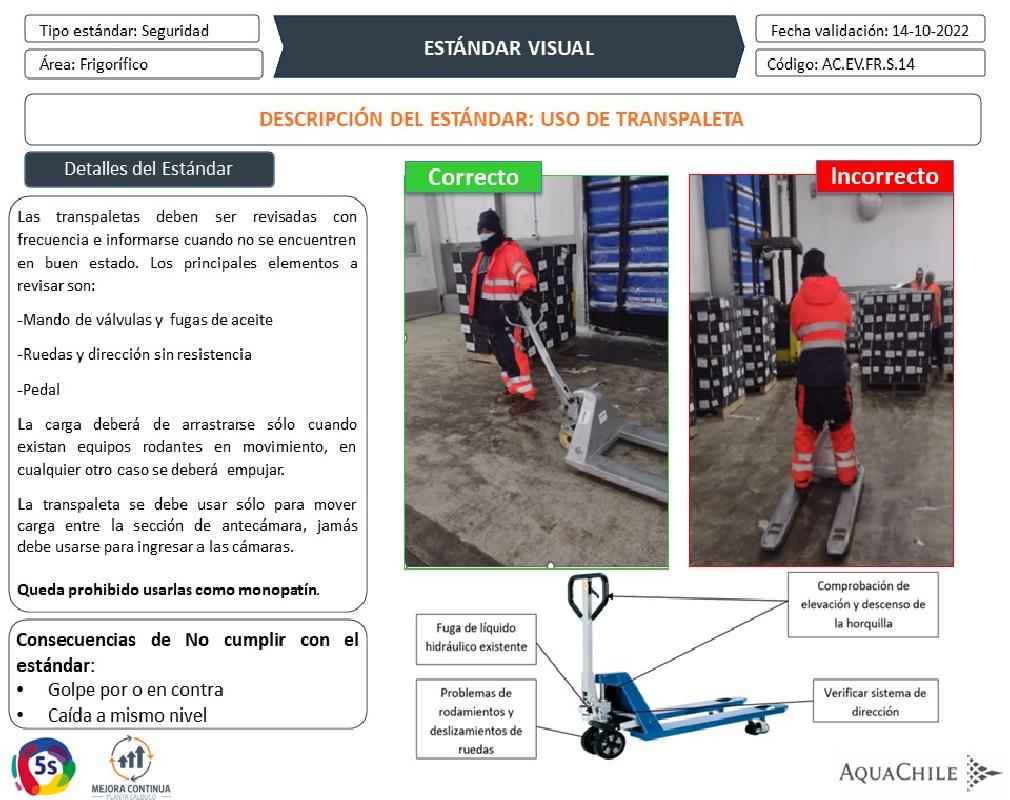 Tipo estándar: Seguridad
Área: Frigorífico
ESTÁNDAR VISUAL
Fecha validación: 14-10-2022
Código: AC.EV.FR.S.14
DESCRIPCIÓN DEL ESTÁNDAR: USO DE TRANSPALETA
Detalles del Estándar
Las transpaletas deben ser revisadas con
frecuencia e informarse cuando no se encuentren
en buen estado. Los principales elementos a
revisar son:
-Mando de válvulas y fugas de aceite
-Ruedas y dirección sin resistencia
-Pedal
La carga deberá de arrastrarse sólo cuando
existan equipos rodantes en movimiento, en
cualquier otro caso se deberá empujar.
La transpaleta se debe usar sólo para mover
carga entre la sección de antecámara, jamás
debe usarse para ingresar a las cámaras.
Queda prohibido usarlas como monopatín.
Consecuencias de No cumplir con el
estándar:
• Golpe por o en contra
• Caída a mismo nivel
Correcto
Incorrecto
Fuga de líquido
hidráulico existente
Problemas de
rodamientos y
deslizamientos de
ruedas
Comprobación de
elevación y descenso de
la horquilla
Verificar sistema de
dirección
5s
MEJORA CONTINUA
PLANTA CALBUCO
AQUACHILE